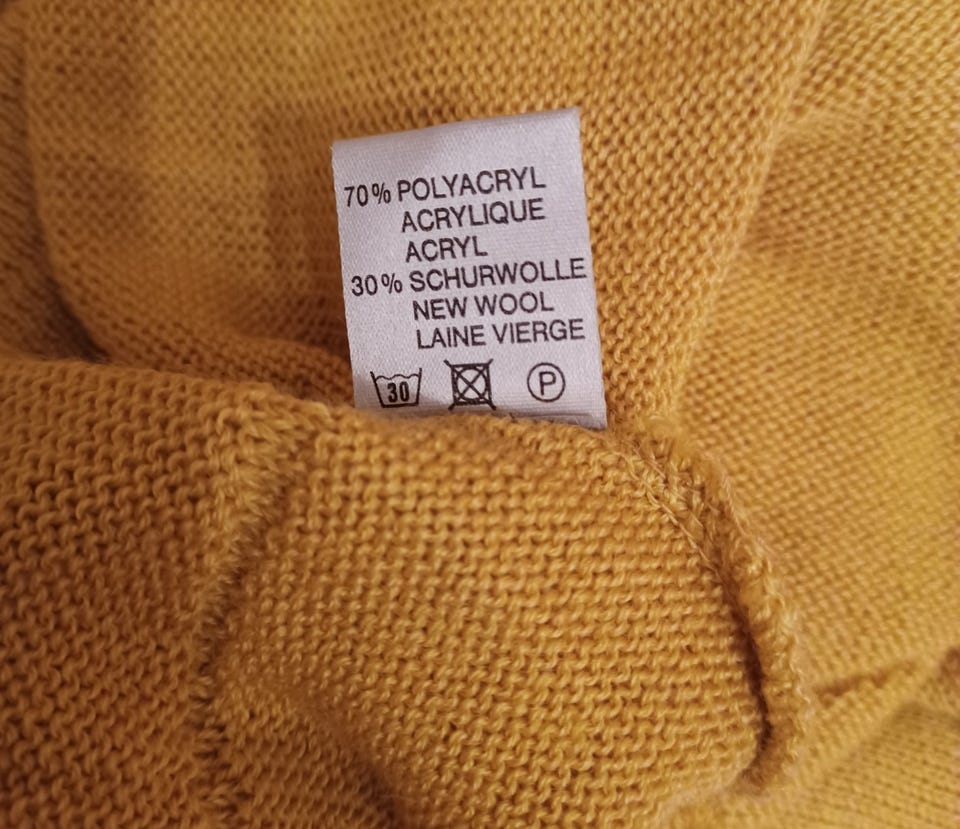 70% POLYACRYL
ACRYLIQUE
ACRYL
30% SCHURWOLLE
NEW WOOL
LAINE VIERGE
30 P